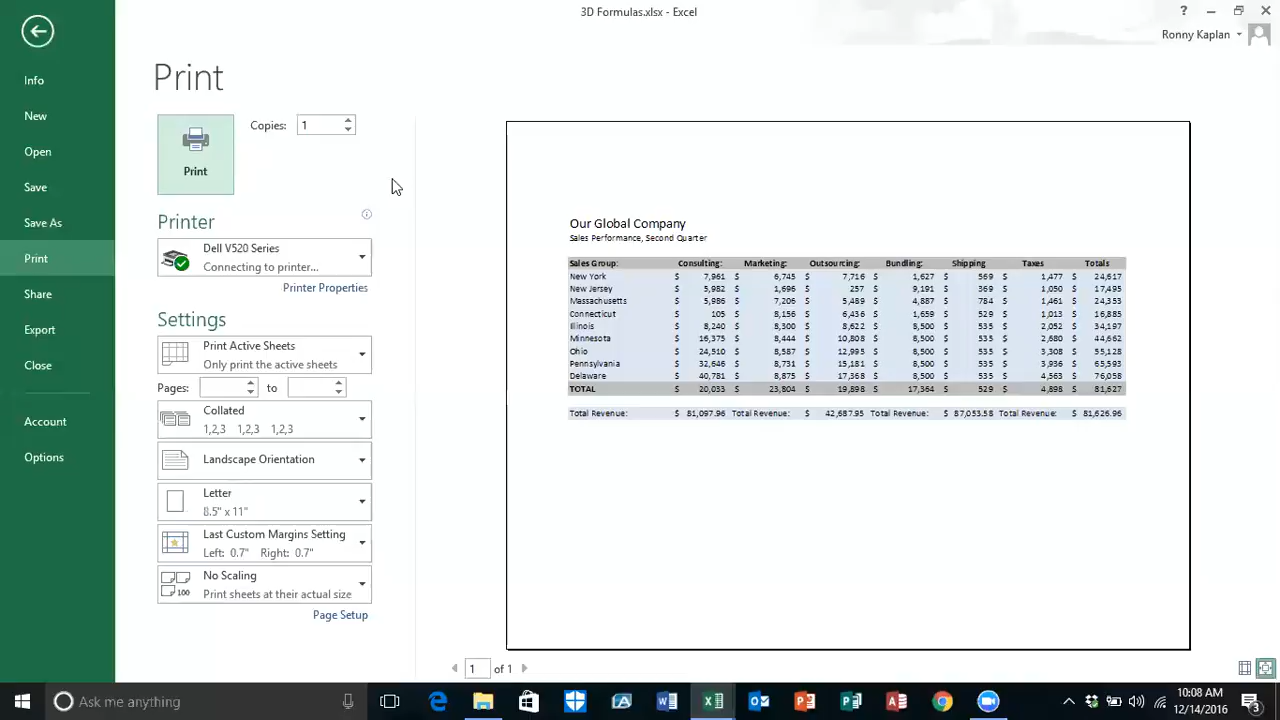 3D Formulas.xlsx - Excel
?
Ronny Kaplan
Info
New
Open
Save
Save As
Print
Share
Export
Close
Account
Options
Print
Print
Copies: 1
Printer
Dell V520 Series
Connecting to printer...
Printer Properties
Settings
Print Active Sheets
Only print the active sheets
Pages: to
Collated
1,2,3 1,2,3 1,2,3
Landscape Orientation
Letter
8.5" x 11"
Last Custom Margins Setting
Left: 0.7" Right: 0.7"
No Scaling
100
Print sheets at their actual size
Page Setup
Our Global Company
Sales Performance, Second Quarter
Sales Group: Consulting: Marketing: Outsourcing: Bundling: Shipping Taxes Totals
New York $ 7,961 $ 6,745 $ 7,716 $ 1,627 $ 569 $ 1,477 $ 24,617
New Jersey $ 5,982 $ 1,696 $ 257 $ 9,191 $ 369 $ 1,050 $ 17,495
Massachusetts $ 5,986 $ 7,206 $ 5,489 $ 4,887 $ 784 $ 1,461 $ 24,353
Connecticut $ 105 $ 8,156 $ 6,436 $ 1,659 $ 529 $ 1,013 $ 16,885
Illinois $ 8,240 $ 8,300 $ 8,622 $ 8,500 $ 535 $ 2,052 $ 34,197
Minnesota $ 16,375 $ 8,444 $ 10,808 $ 8,500 $ 535 $ 2,680 $ 44,662
Ohio $ 24,510 $ 8,587 $ 12,995 $ 8,500 $ 535 $ 3,308 $ 55,128
Pennsylvania $ 32,646 $ 8,731 $ 15,181 $ 8,500 $ 535 $ 3,936 $ 65,593
Delaware $ 40,781 $ 8,875 $ 17,368 $ 8,500 $ 535 $ 4,563 $ 76,058
TOTAL $ 20,033 $ 23,804 $ 19,898 $ 17,364 $ 529 $ 4,898 $ 81,627
Total Revenue: $ 81,097.96 Total Revenue: $ 42,687.95 Total Revenue: $ 87,053.58 Total Revenue: $ 81,626.96
1 of 1
Ask me anything
10:08 AM
12/14/2016
3